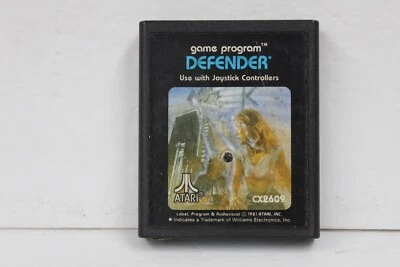 game program™
DEFENDER*
Use with Joystick Controllers
ATARI®
CX2609
Label, Program & Audiovisual © 1981 ATARI, INC.
* Indicates a Trademark of Williams Electronics, Inc.